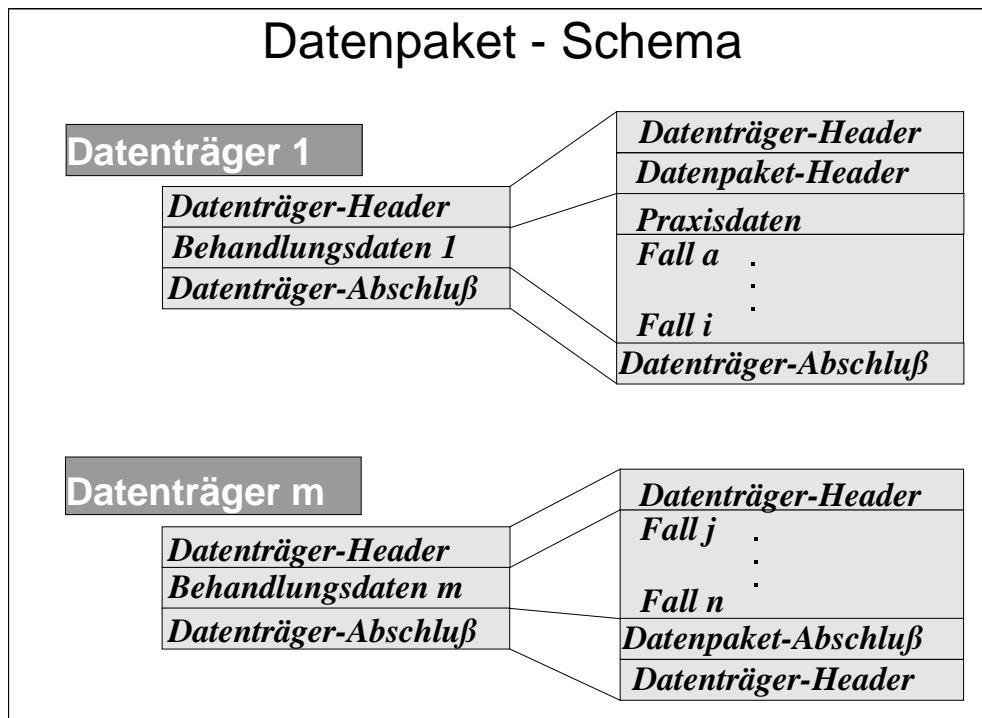 Datenpaket - Schema
Datenträger 1
Datenträger-Header
Behandlungsdaten 1
Datenträger-Abschluß
Datenträger-Header
Datenpaket-Header
Praxisdaten
Fall a .
.
.
Fall i
Datenträger-Abschluß
Datenträger m
Datenträger-Header
Behandlungsdaten m
Datenträger-Abschluß
Datenträger-Header
Fall j .
.
.
Fall n
Datenpaket-Abschluß
Datenträger-Header